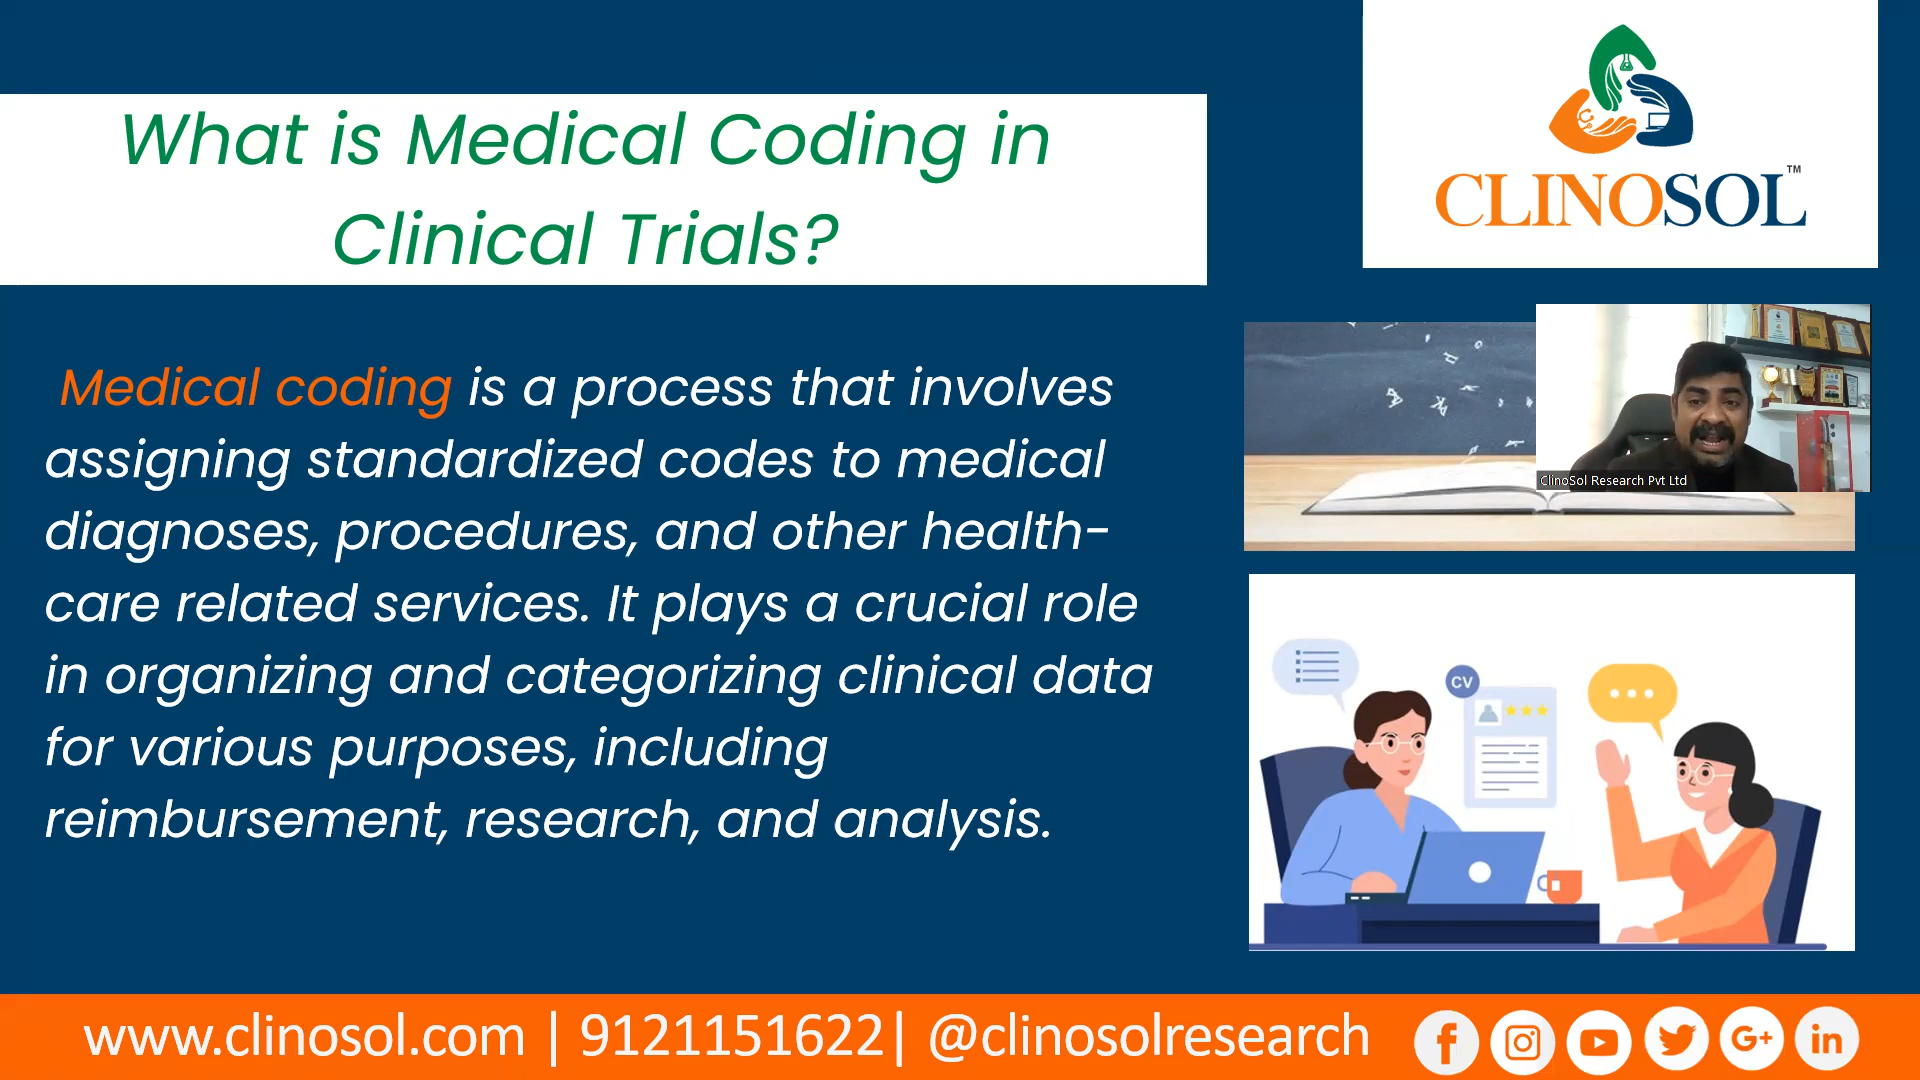 What is Medical Coding in
Clinical Trials?
CLINOSOL™
Medical coding is a process that involves
assigning standardized codes to medical
diagnoses, procedures, and other health-
care related services. It plays a crucial role
in organizing and categorizing clinical data
for various purposes, including
reimbursement, research, and analysis.
ClinoSol Research Pvt Ltd
CV
www.clinosol.com | 9121151622| @clinosolresearch
f
G+
in